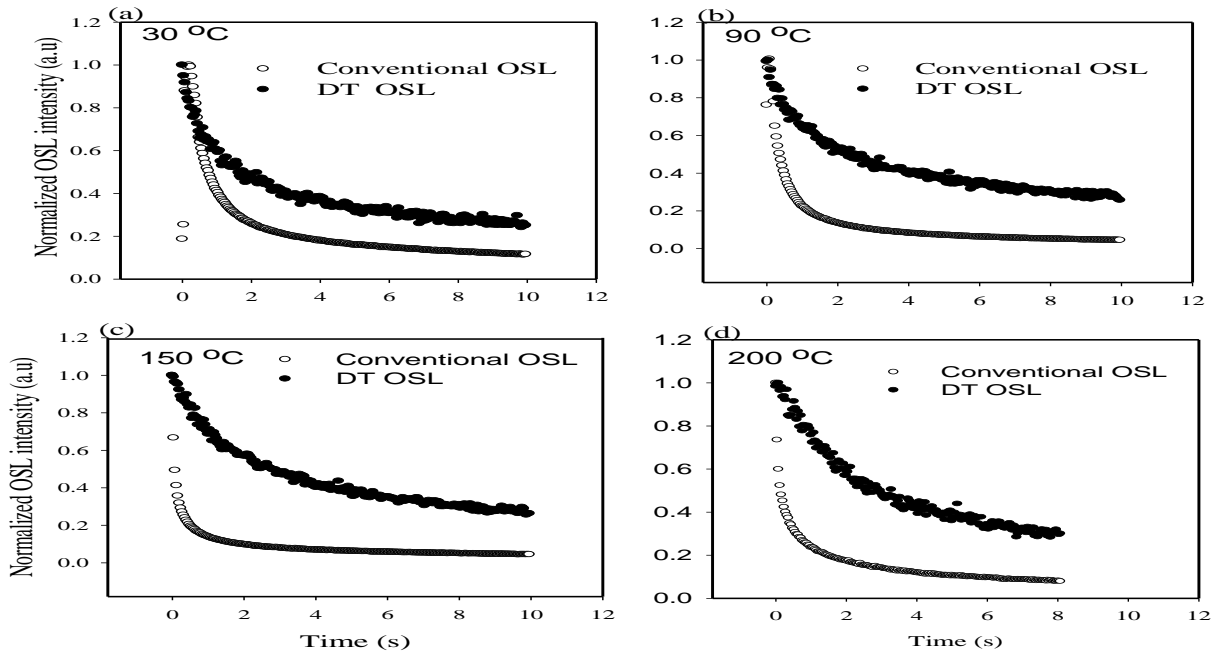 (a)
30 °C
Conventional OSL
DT OSL
Normalized OSL intensity (a.u)
1.2
1.0
0.8
0.6
0.4
0.2
0.0
0 2 4 6 8 10 12
(b)
90 °C
Conventional OSL
DT OSL
1.2
1.0
0.8
0.6
0.4
0.2
0.0
0 2 4 6 8 10 12
(c)
150 °C
Conventional OSL
DT OSL
Normalized OSL intensity (a.u)
1.2
1.0
0.8
0.6
0.4
0.2
0.0
0 2 4 6 8 10 12
Time (s)
(d)
200 °C
Conventional OSL
DT OSL
1.2
1.0
0.8
0.6
0.4
0.2
0.0
0 2 4 6 8 10 12
Time (s)